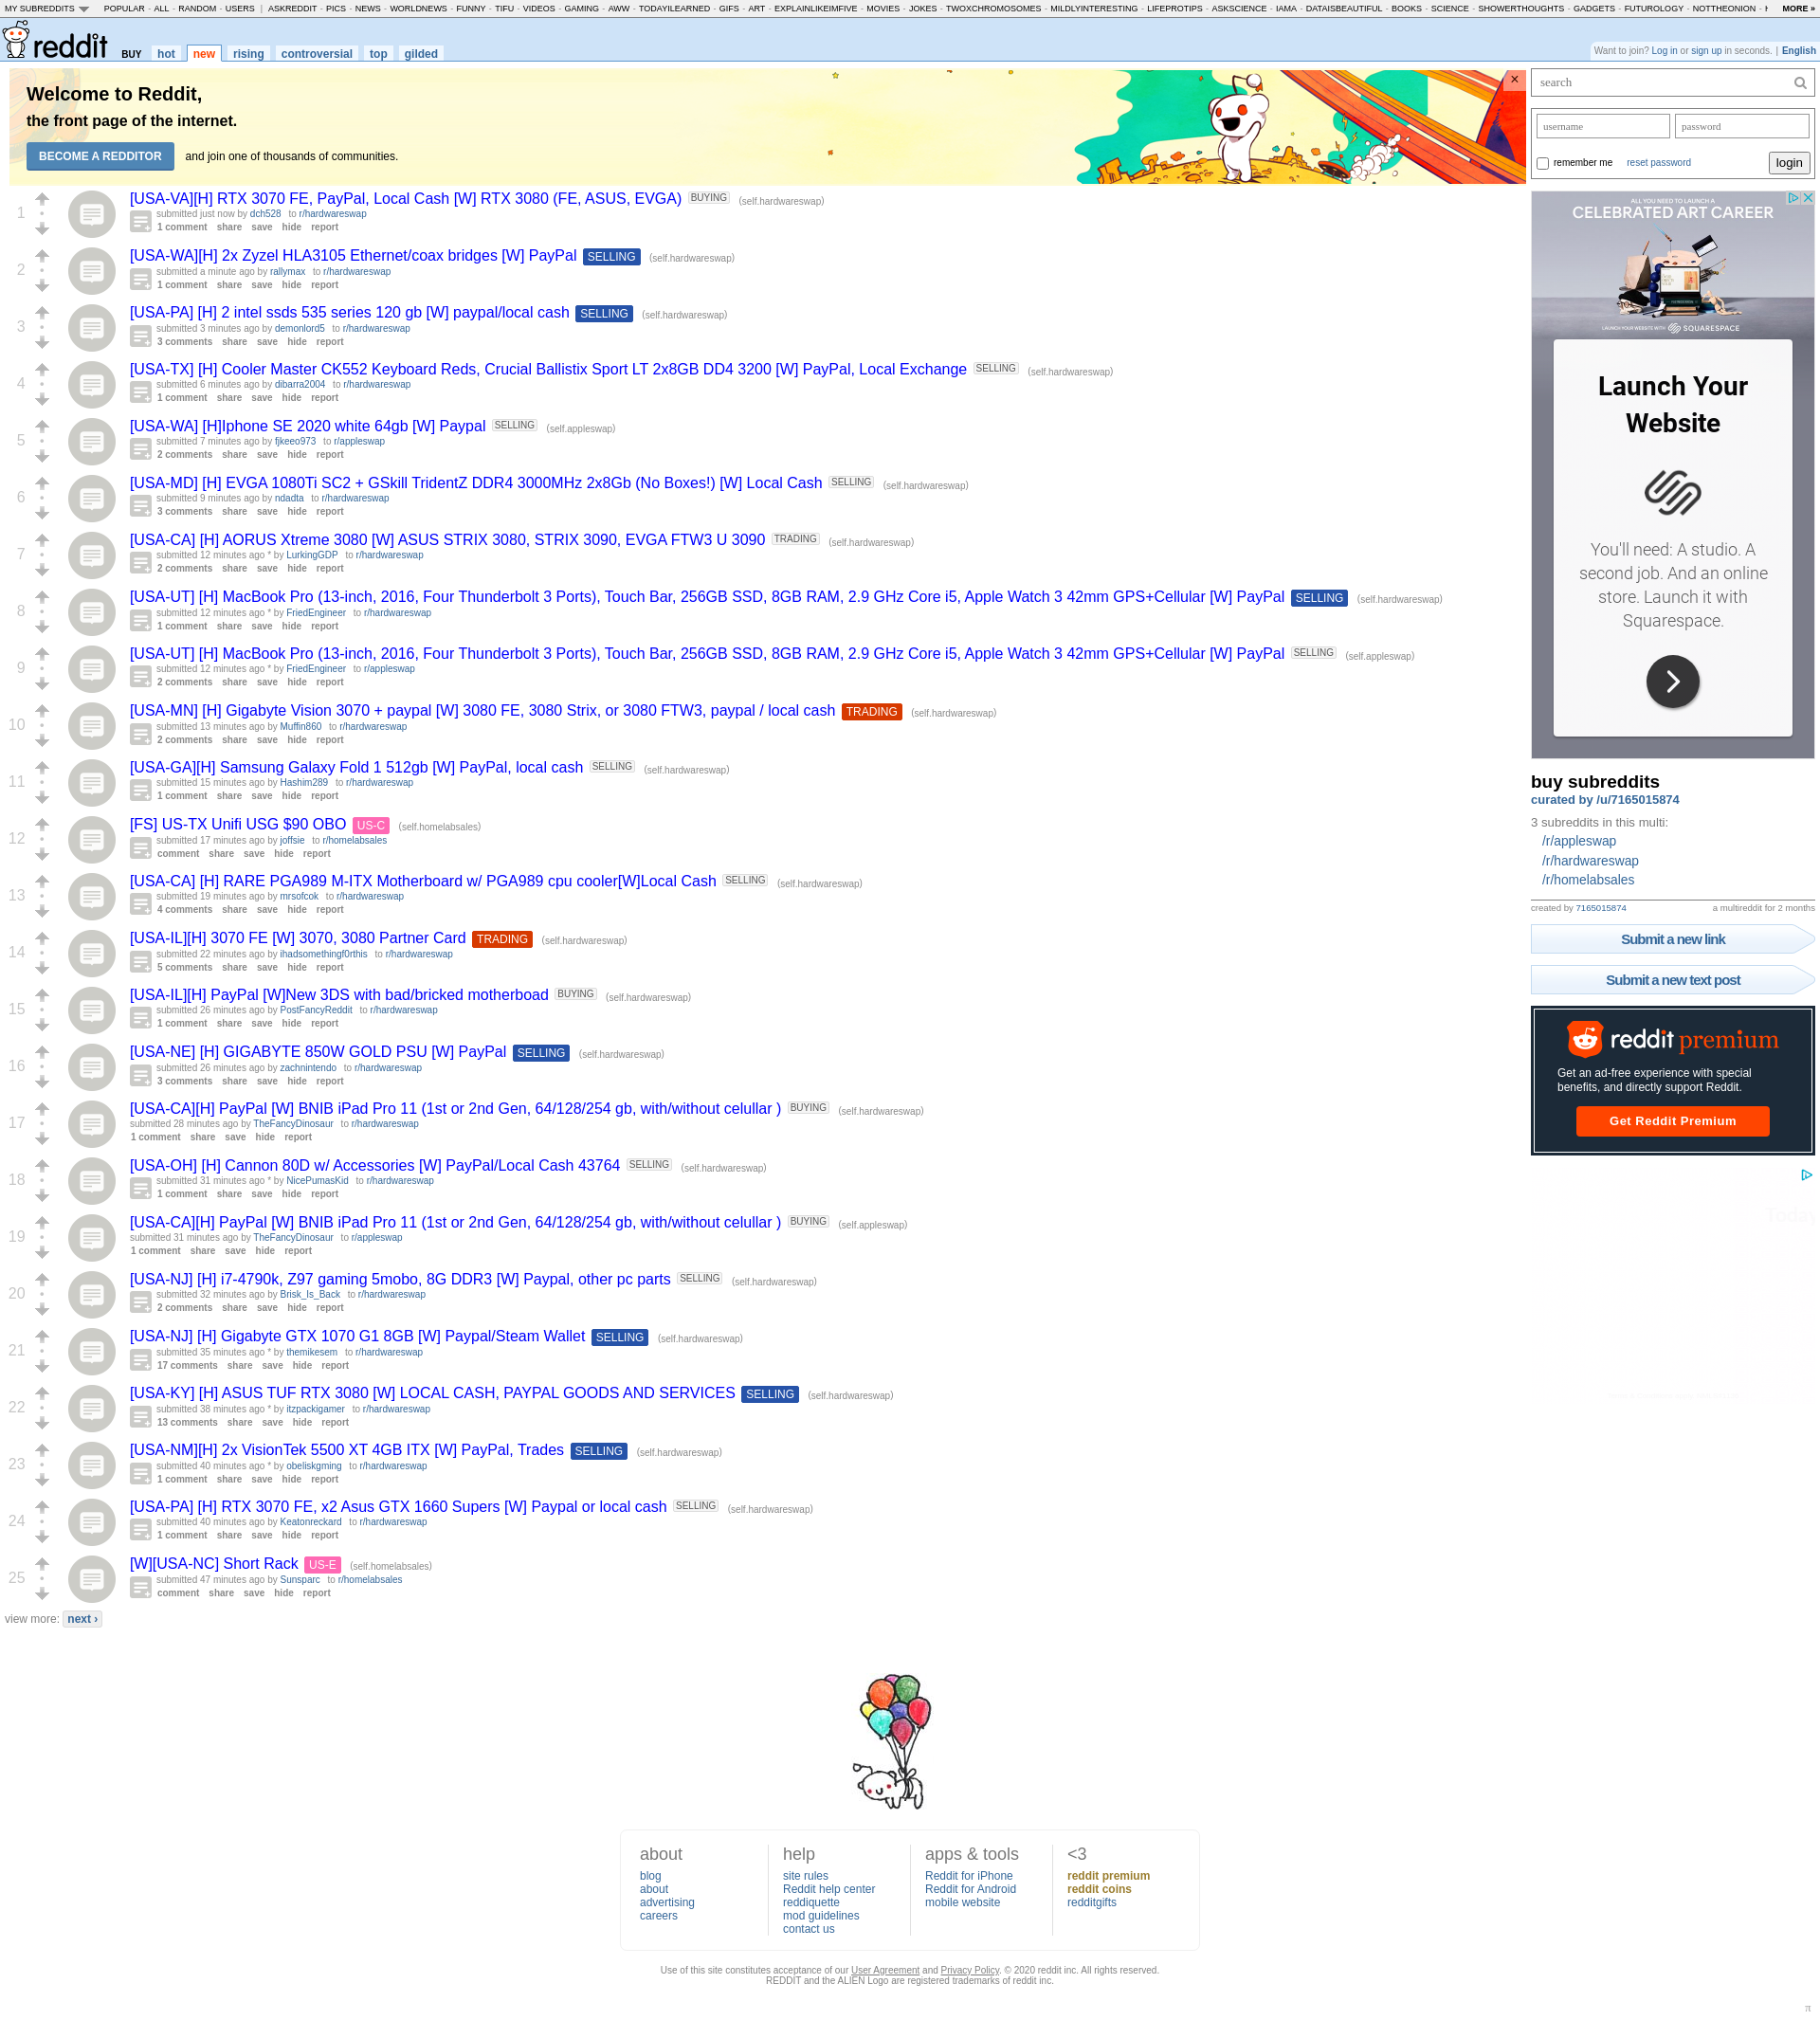 MY SUBREDDITS POPULAR - ALL - RANDOM - USERS | ASKREDDIT - PICS - NEWS - WORLDNEWS - FUNNY - TIFU - VIDEOS - GAMING - AWW - TODAYILEARNED - GIFS - ART - EXPLAINLIKEIMFIVE - MOVIES - JOKES - TWOXCHROMOSOMES - MILDLYINTERESTING - LIFEPROTIPS - ASKSCIENCE - IAMA - DATAISBEAUTIFUL - BOOKS - SCIENCE - SHOWERTHOUGHTS - GADGETS - FUTUROLOGY - NOTTHEONION - MORE »
reddit BUY hot new rising controversial top gilded
Want to join? Log in or sign up in seconds. | English
Welcome to Reddit,
the front page of the internet.
BECOME A REDDITOR and join one of thousands of communities.
×
1
[USA-VA][H] RTX 3070 FE, PayPal, Local Cash [W] RTX 3080 (FE, ASUS, EVGA) BUYING (self.hardwareswap)
submitted just now by dch528 to r/hardwareswap
1 comment share save hide report
2
[USA-WA][H] 2x Zyzel HLA3105 Ethernet/coax bridges [W] PayPal SELLING (self.hardwareswap)
submitted a minute ago by rallymax to r/hardwareswap
1 comment share save hide report
3
[USA-PA] [H] 2 intel ssds 535 series 120 gb [W] paypal/local cash SELLING (self.hardwareswap)
submitted 3 minutes ago by demonlord5 to r/hardwareswap
3 comments share save hide report
4
[USA-TX] [H] Cooler Master CK552 Keyboard Reds, Crucial Ballistix Sport LT 2x8GB DD4 3200 [W] PayPal, Local Exchange SELLING (self.hardwareswap)
submitted 6 minutes ago by dibarra2004 to r/hardwareswap
1 comment share save hide report
5
[USA-WA] [H]Iphone SE 2020 white 64gb [W] Paypal SELLING (self.appleswap)
submitted 7 minutes ago by fjkeeo973 to r/appleswap
2 comments share save hide report
6
[USA-MD] [H] EVGA 1080Ti SC2 + GSkill TridentZ DDR4 3000MHz 2x8Gb (No Boxes!) [W] Local Cash SELLING (self.hardwareswap)
submitted 9 minutes ago by ndadta to r/hardwareswap
3 comments share save hide report
7
[USA-CA] [H] AORUS Xtreme 3080 [W] ASUS STRIX 3080, STRIX 3090, EVGA FTW3 U 3090 TRADING (self.hardwareswap)
submitted 12 minutes ago * by LurkingGDP to r/hardwareswap
2 comments share save hide report
8
[USA-UT] [H] MacBook Pro (13-inch, 2016, Four Thunderbolt 3 Ports), Touch Bar, 256GB SSD, 8GB RAM, 2.9 GHz Core i5, Apple Watch 3 42mm GPS+Cellular [W] PayPal SELLING (self.hardwareswap)
submitted 12 minutes ago * by FriedEngineer to r/hardwareswap
1 comment share save hide report
9
[USA-UT] [H] MacBook Pro (13-inch, 2016, Four Thunderbolt 3 Ports), Touch Bar, 256GB SSD, 8GB RAM, 2.9 GHz Core i5, Apple Watch 3 42mm GPS+Cellular [W] PayPal SELLING (self.appleswap)
submitted 12 minutes ago * by FriedEngineer to r/appleswap
2 comments share save hide report
10
[USA-MN] [H] Gigabyte Vision 3070 + paypal [W] 3080 FE, 3080 Strix, or 3080 FTW3, paypal / local cash TRADING (self.hardwareswap)
submitted 13 minutes ago by Muffin860 to r/hardwareswap
2 comments share save hide report
11
[USA-GA][H] Samsung Galaxy Fold 1 512gb [W] PayPal, local cash SELLING (self.hardwareswap)
submitted 15 minutes ago by Hashim289 to r/hardwareswap
1 comment share save hide report
12
[FS] US-TX Unifi USG $90 OBO US-C (self.homelabsales)
submitted 17 minutes ago by joffsie to r/homelabsales
comment share save hide report
13
[USA-CA] [H] RARE PGA989 M-ITX Motherboard w/ PGA989 cpu cooler[W]Local Cash SELLING (self.hardwareswap)
submitted 19 minutes ago by mrsofcok to r/hardwareswap
4 comments share save hide report
14
[USA-IL][H] 3070 FE [W] 3070, 3080 Partner Card TRADING (self.hardwareswap)
submitted 22 minutes ago by ihadsomethingf0rthis to r/hardwareswap
5 comments share save hide report
15
[USA-IL][H] PayPal [W]New 3DS with bad/bricked motherboad BUYING (self.hardwareswap)
submitted 26 minutes ago by PostFancyReddit to r/hardwareswap
1 comment share save hide report
16
[USA-NE] [H] GIGABYTE 850W GOLD PSU [W] PayPal SELLING (self.hardwareswap)
submitted 26 minutes ago by zachnintendo to r/hardwareswap
3 comments share save hide report
17
[USA-CA][H] PayPal [W] BNIB iPad Pro 11 (1st or 2nd Gen, 64/128/254 gb, with/without celullar ) BUYING (self.hardwareswap)
submitted 28 minutes ago by TheFancyDinosaur to r/hardwareswap
1 comment share save hide report
18
[USA-OH] [H] Cannon 80D w/ Accessories [W] PayPal/Local Cash 43764 SELLING (self.hardwareswap)
submitted 31 minutes ago * by NicePumasKid to r/hardwareswap
1 comment share save hide report
19
[USA-CA][H] PayPal [W] BNIB iPad Pro 11 (1st or 2nd Gen, 64/128/254 gb, with/without celullar ) BUYING (self.appleswap)
submitted 31 minutes ago by TheFancyDinosaur to r/appleswap
1 comment share save hide report
20
[USA-NJ] [H] i7-4790k, Z97 gaming 5mobo, 8G DDR3 [W] Paypal, other pc parts SELLING (self.hardwareswap)
submitted 32 minutes ago by Brisk_Is_Back to r/hardwareswap
2 comments share save hide report
21
[USA-NJ] [H] Gigabyte GTX 1070 G1 8GB [W] Paypal/Steam Wallet SELLING (self.hardwareswap)
submitted 35 minutes ago * by themikesem to r/hardwareswap
17 comments share save hide report
22
[USA-KY] [H] ASUS TUF RTX 3080 [W] LOCAL CASH, PAYPAL GOODS AND SERVICES SELLING (self.hardwareswap)
submitted 38 minutes ago * by itzpackigamer to r/hardwareswap
13 comments share save hide report
23
[USA-NM][H] 2x VisionTek 5500 XT 4GB ITX [W] PayPal, Trades SELLING (self.hardwareswap)
submitted 40 minutes ago * by obeliskgming to r/hardwareswap
1 comment share save hide report
24
[USA-PA] [H] RTX 3070 FE, x2 Asus GTX 1660 Supers [W] Paypal or local cash SELLING (self.hardwareswap)
submitted 40 minutes ago by Keatonreckard to r/hardwareswap
1 comment share save hide report
25
[W][USA-NC] Short Rack US-E (self.homelabsales)
submitted 47 minutes ago by Sunsparc to r/homelabsales
comment share save hide report
view more: next ›
search
username password
remember me reset password login
ALL YOU NEED TO LAUNCH A
CELEBRATED ART CAREER
LAUNCH YOUR WEBSITE WITH SQUARESPACE
Launch Your
Website
You'll need: A studio. A
second job. And an online
store. Launch it with
Squarespace.
buy subreddits
curated by /u/7165015874
3 subreddits in this multi:
/r/appleswap
/r/hardwareswap
/r/homelabsales
created by 7165015874 a multireddit for 2 months
Submit a new link
Submit a new text post
reddit premium
Get an ad-free experience with special
benefits, and directly support Reddit.
Get Reddit Premium
about
blog
about
advertising
careers
help
site rules
Reddit help center
reddiquette
mod guidelines
contact us
apps & tools
Reddit for iPhone
Reddit for Android
mobile website
<3
reddit premium
reddit coins
redditgifts
Use of this site constitutes acceptance of our User Agreement and Privacy Policy. © 2020 reddit inc. All rights reserved.
REDDIT and the ALIEN Logo are registered trademarks of reddit inc.
π